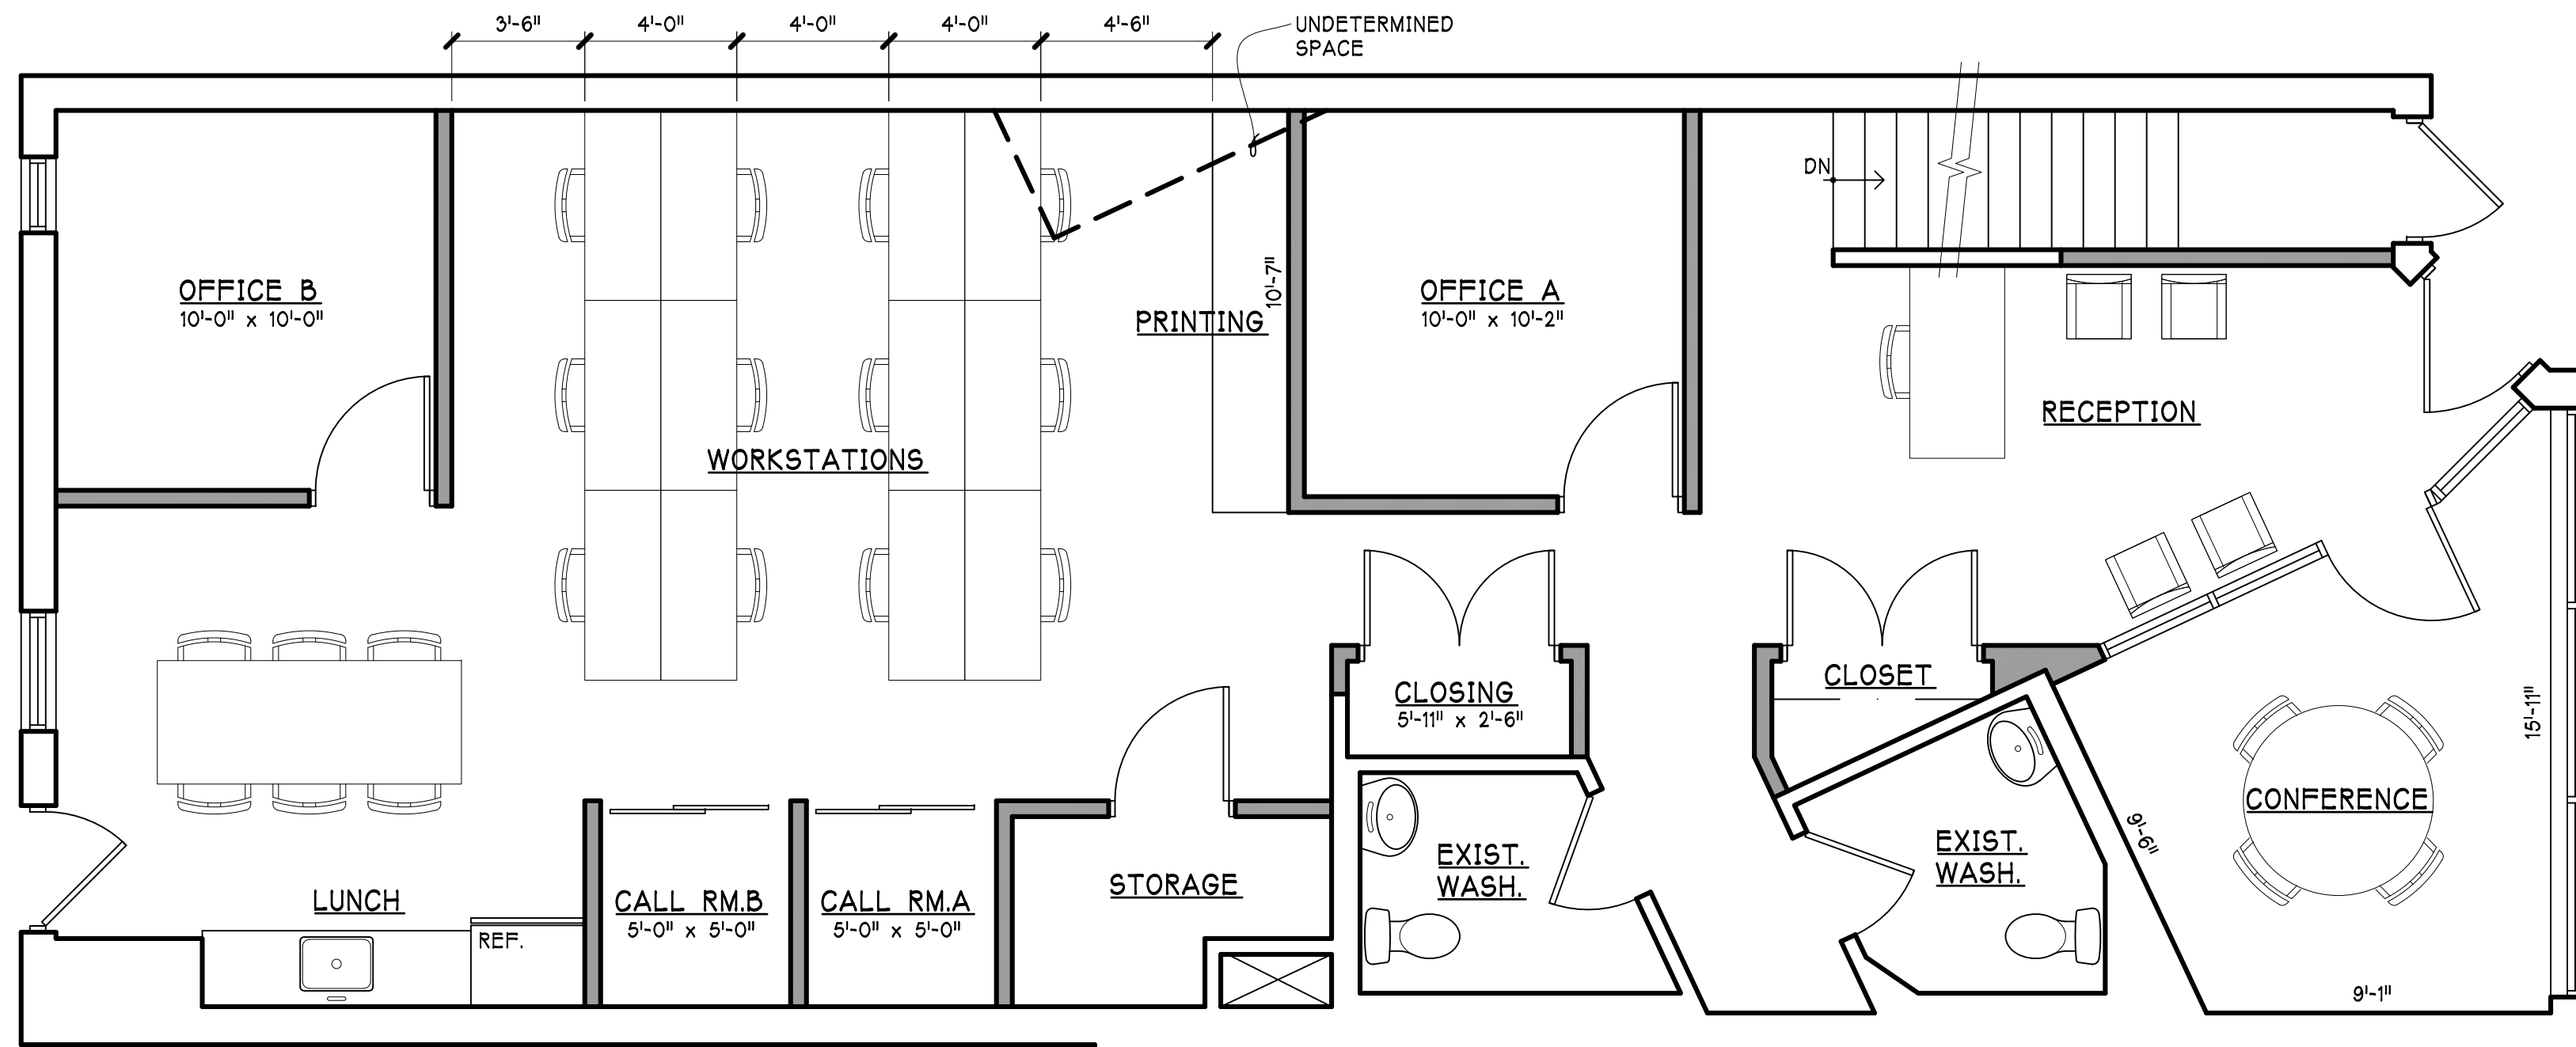 3'-6"
4'-0"
4'-0"
4'-0"
4'-6"
UNDETERMINED
SPACE
DN
OFFICE B
10'-0" x 10'-0"
PRINTING
10'-7"
OFFICE A
10'-0" x 10'-2"
RECEPTION
WORKSTATIONS
CLOSING
5'-11" x 2'-6"
CLOSET
15'-11"
CONFERENCE
9'-6"
EXIST.
WASH.
EXIST.
WASH.
STORAGE
LUNCH
CALL RM.B
5'-0" x 5'-0"
CALL RM.A
5'-0" x 5'-0"
REF.
9'-1"